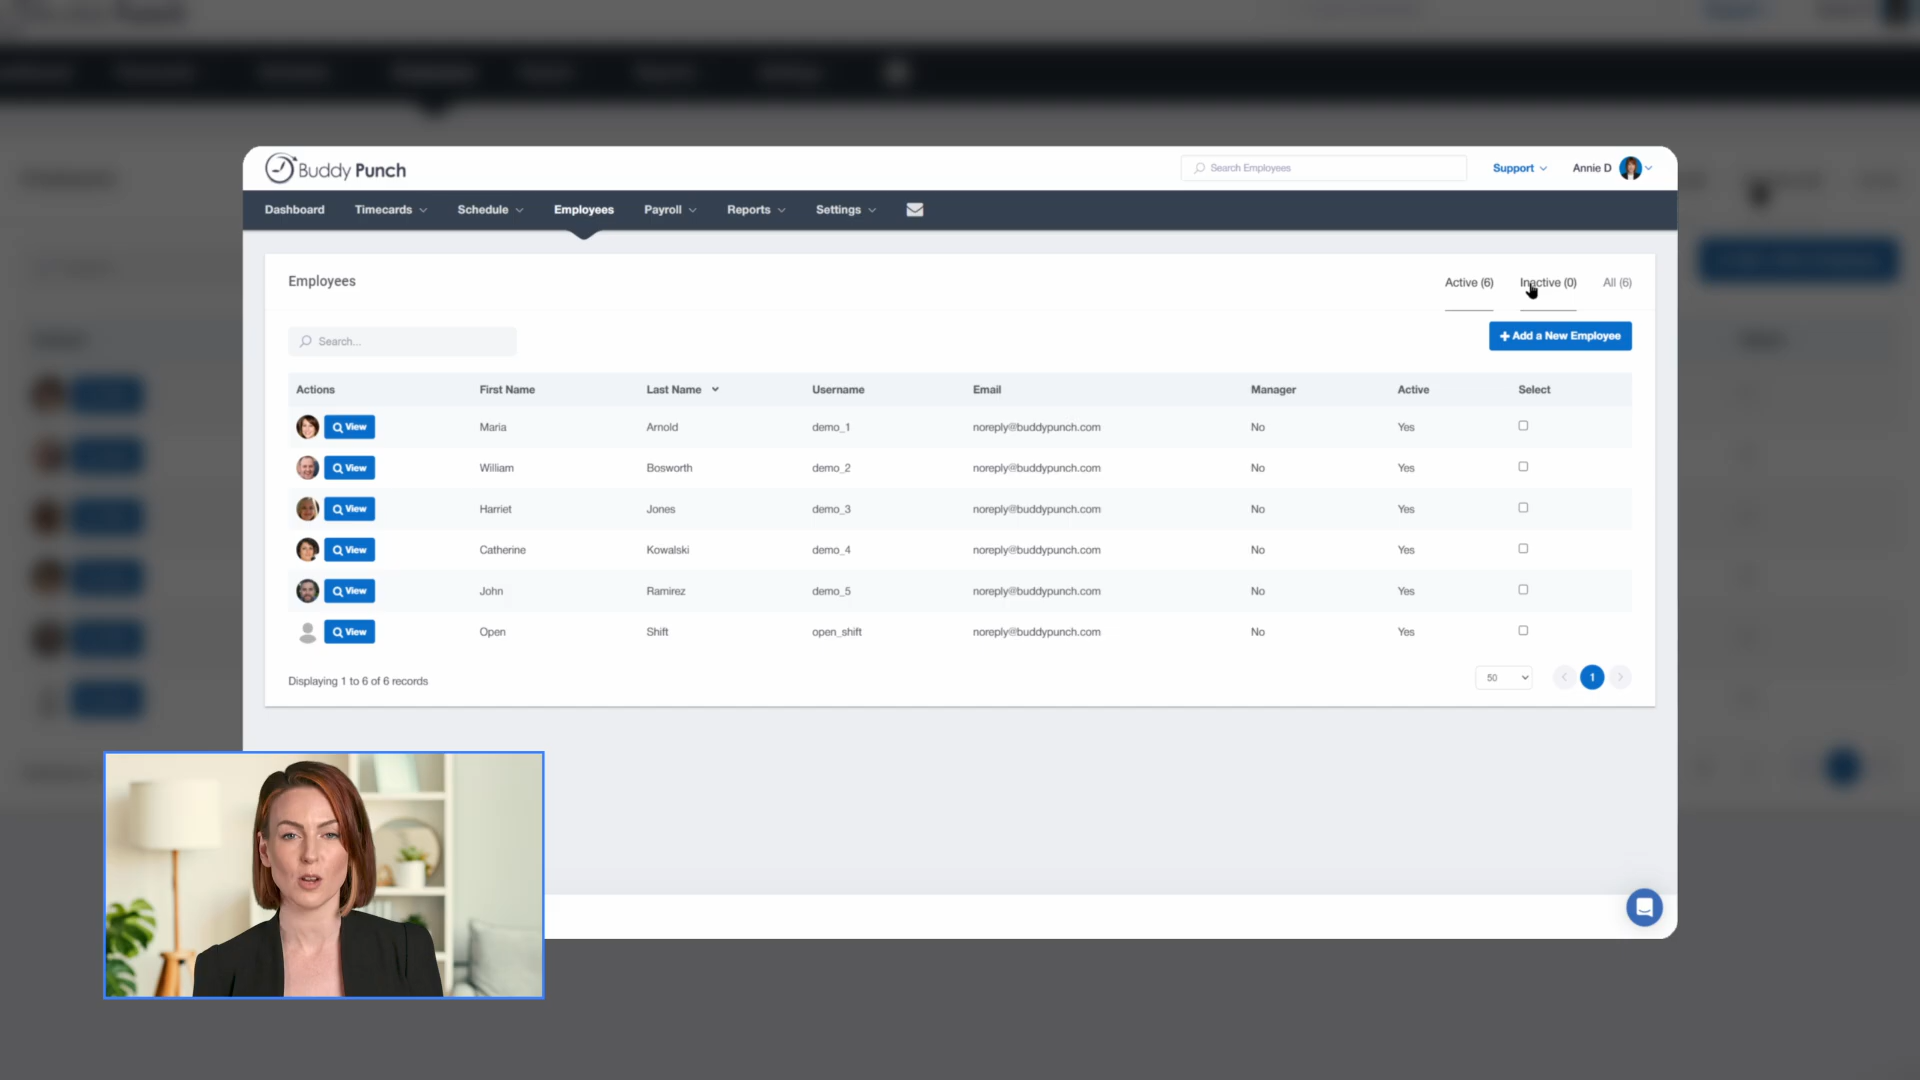 Buddy Punch
Search Employees
Support
Annie D
Dashboard Timecards Schedule Employees Payroll Reports Settings
Employees
Active (6) Inactive (0) All (6)
Search...
+ Add a New Employee
Actions First Name Last Name Username Email Manager Active Select
View Maria Arnold demo_1 noreply@buddypunch.com No Yes
View William Bosworth demo_2 noreply@buddypunch.com No Yes
View Harriet Jones demo_3 noreply@buddypunch.com No Yes
View Catherine Kowalski demo_4 noreply@buddypunch.com No Yes
View John Ramirez demo_5 noreply@buddypunch.com No Yes
View Open Shift open_shift noreply@buddypunch.com No Yes
Displaying 1 to 6 of 6 records
50
1